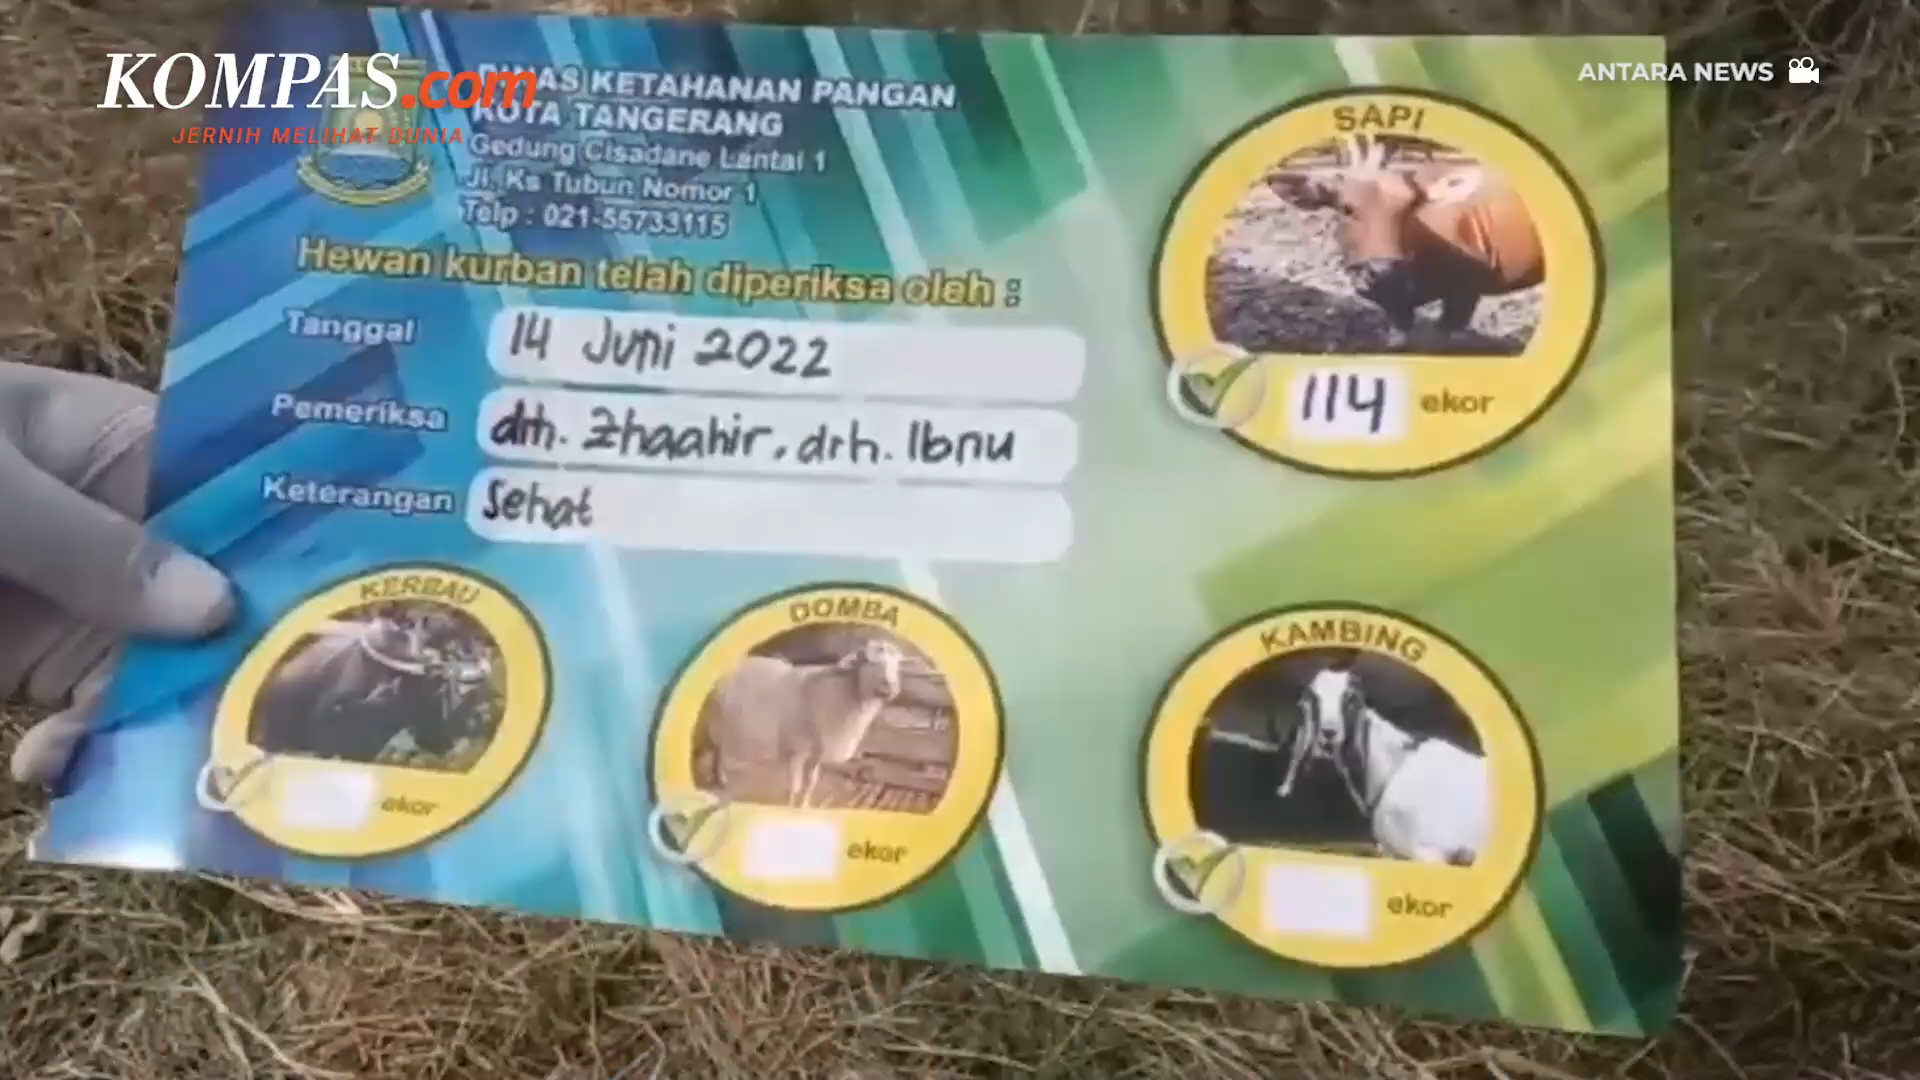 KOMPAS.com
JERNIH MELIHAT DUNIA
ANTARA NEWS
DINAS KETAHANAN PANGAN
KOTA TANGERANG
Gedung Cisadane Lantai 1
Jl. Ks Tubun Nomor 1
Telp : 021-55733115
Hewan kurban telah diperiksa oleh :
Tanggal 14 Juni 2022
Pemeriksa drh. Zhaahir, drh. Ibnu
Keterangan Sehat
SAPI
114 ekor
KERBAU
ekor
DOMBA
ekor
KAMBING
ekor